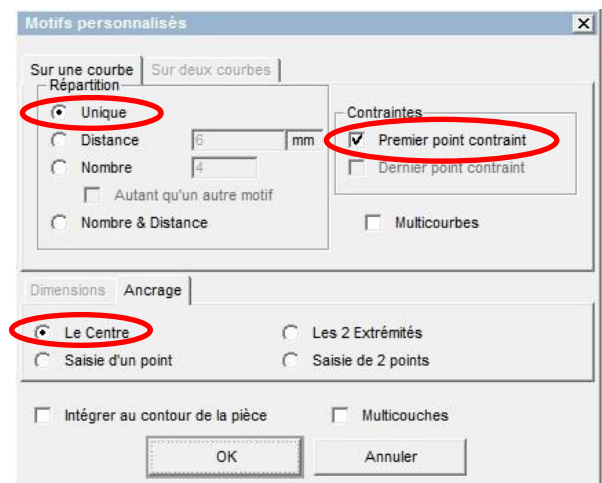 Motifs personnalisés
Sur une courbe Sur deux courbes
Répartition
Unique
Distance 6 mm
Nombre 4
Autant qu'un autre motif
Nombre & Distance
Contraintes
Premier point contraint
Dernier point contraint
Multicourbes
Dimensions Ancrage
Le Centre Les 2 Extrémités
Saisie d'un point Saisie de 2 points
Intégrer au contour de la pièce Multicouches
OK Annuler